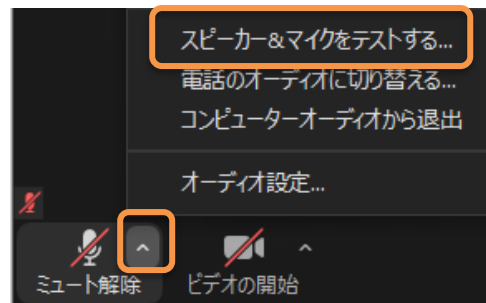 スピーカー&マイクをテストする...
電話のオーディオに切り替える...
コンピューターオーディオから退出
オーディオ設定...
ミュート解除
ビデオの開始